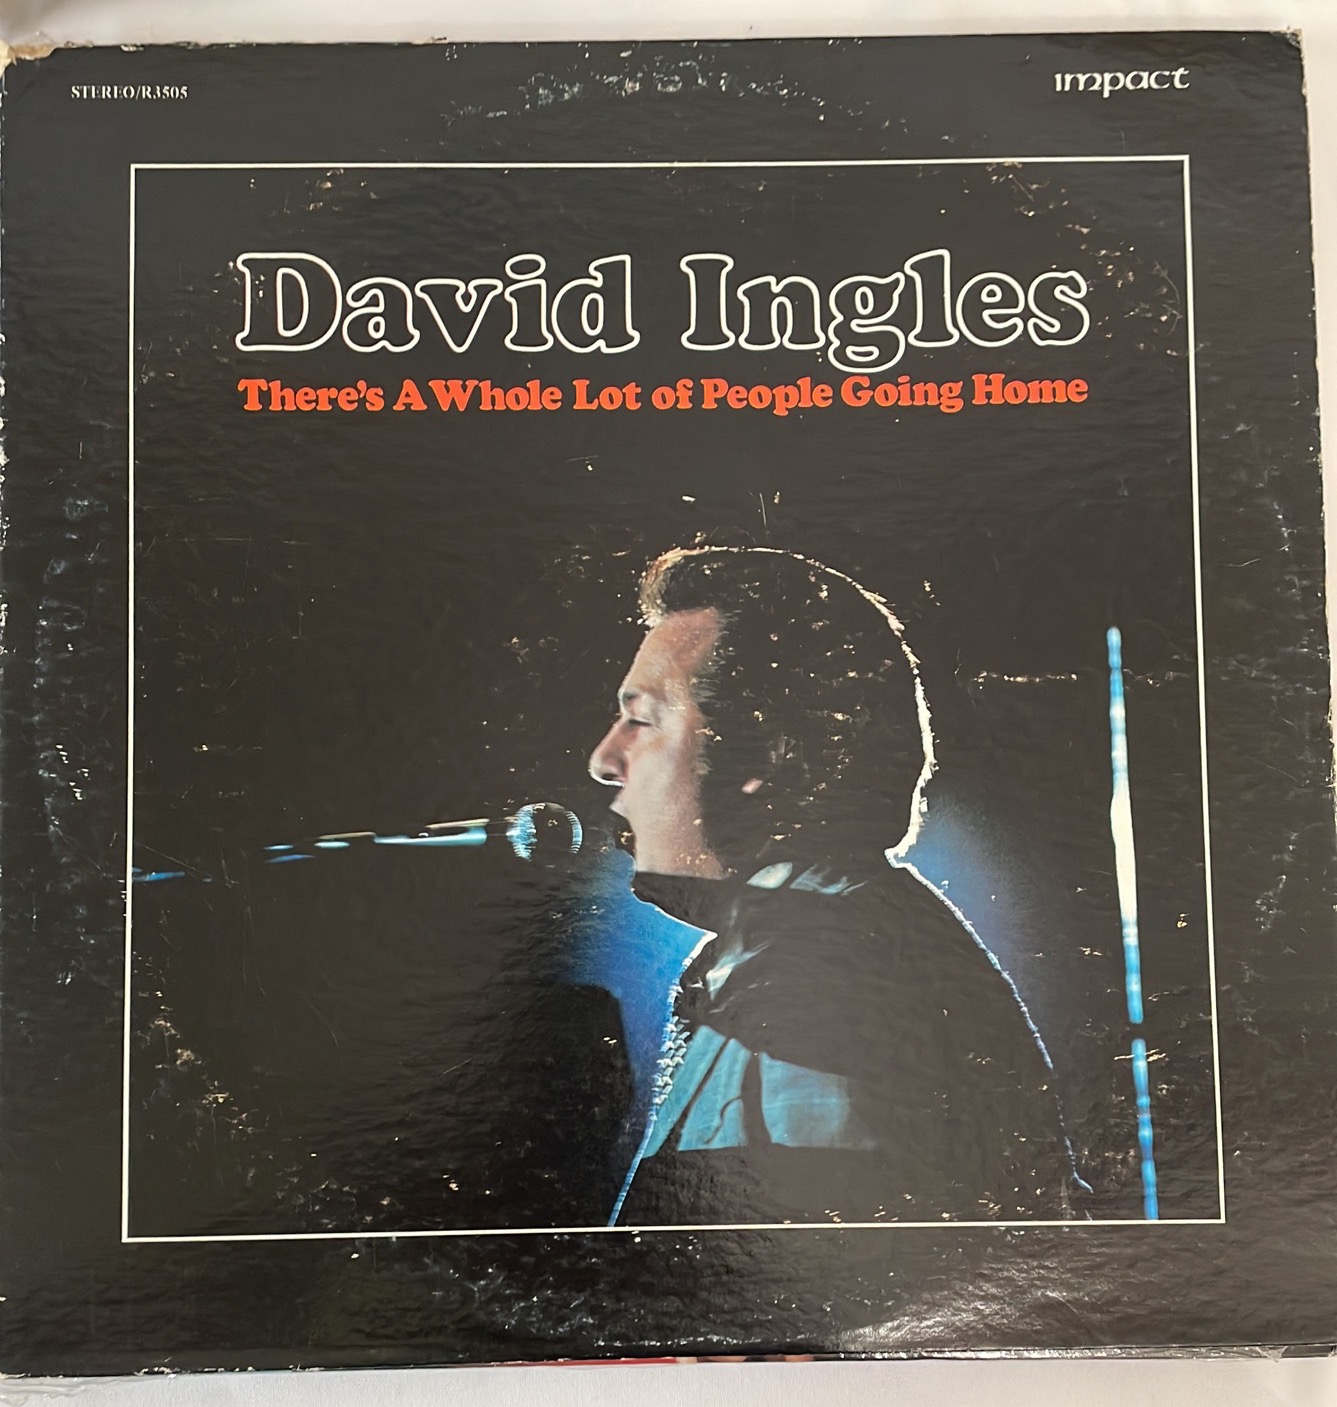 STEREO/R3505
impact
David Ingles
There's A Whole Lot of People Going Home